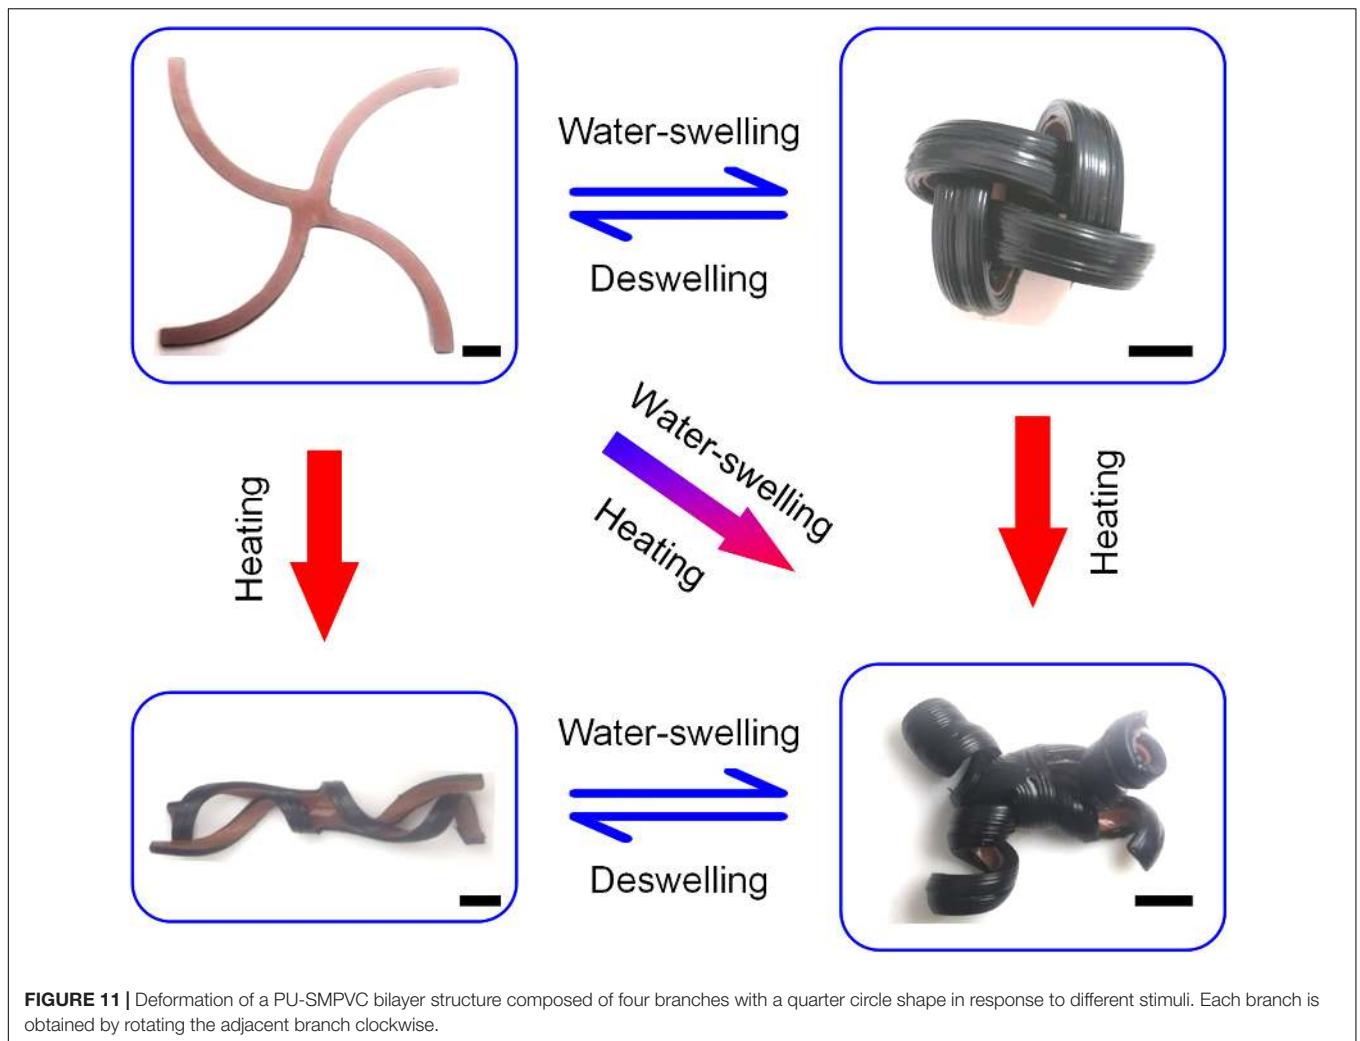 Water-swelling
Deswelling
Heating
Water-swelling
Heating
Heating
Water-swelling
Deswelling
FIGURE 11 | Deformation of a PU-SMPVC bilayer structure composed of four branches with a quarter circle shape in response to different stimuli. Each branch is
obtained by rotating the adjacent branch clockwise.